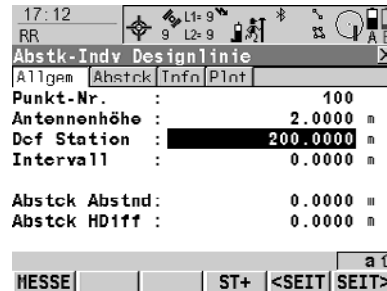 17:12
RR
9 L1= 9
L2= 9
A B
Abstk-Indv Designlinie
Allgem Abstck Info Plot
Punkt-Nr. : 100
Antennenhöhe : 2.0000 m
Def Station : 200.0000 m
Intervall : 0.0000 m
Abstck Abstnd: 0.0000 m
Abstck HDiff : 0.0000 m
a
MESSE ST+ <SEIT SEIT>